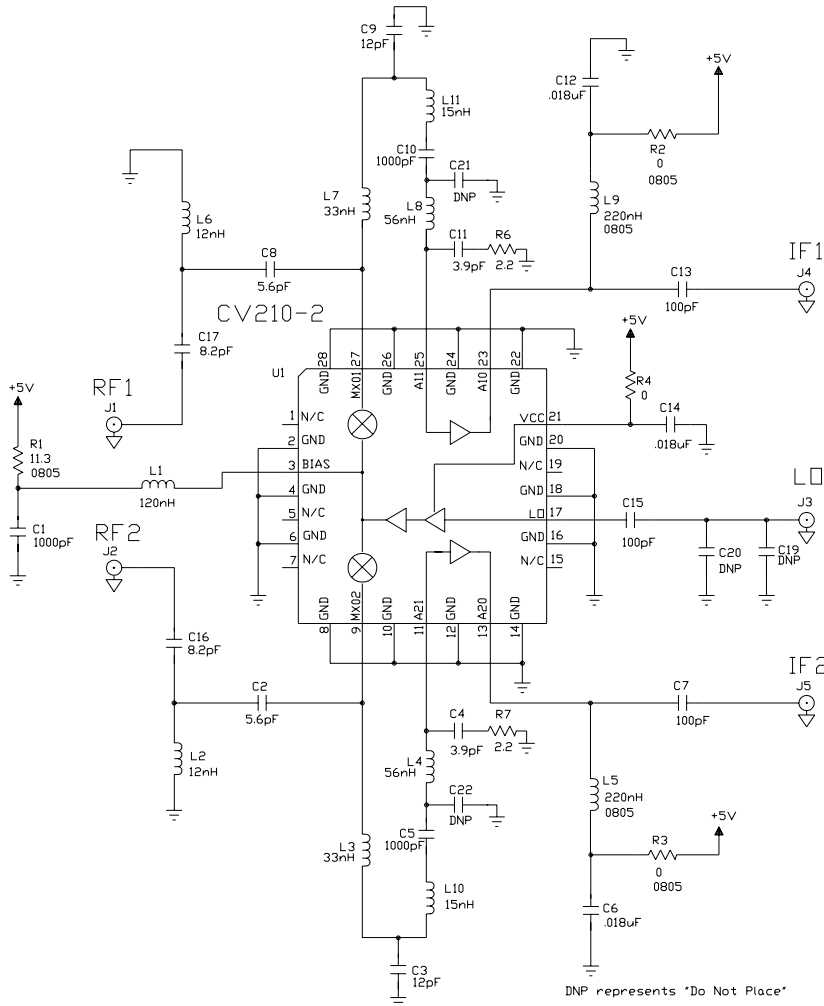 C9
12pF
L11
15nH
C10
1000pF
C21
DNP
L7
33nH
L8
56nH
C11
3.9pF
R6
2.2
C12
.018uF
+5V
R2
0
0805
L9
220nH
0805
IF1
J4
C13
100pF
L6
12nH
C8
5.6pF
C17
8.2pF
CV210-2
RF1
J1
+5V
R1
11.3
0805
L1
120nH
C1
1000pF
RF2
J2
C16
8.2pF
C2
5.6pF
L2
12nH
U1
GND 28
MXO1 27
GND 26
A11 25
GND 24
A10 23
GND 22
1 N/C
2 GND
3 BIAS
4 GND
5 N/C
6 GND
7 N/C
VCC 21
GND 20
N/C 19
GND 18
LO 17
GND 16
N/C 15
8 GND
9 MXO2
10 GND
11 A21
12 GND
13 A20
14 GND
+5V
R4
0
C14
.018uF
LO
J3
C15
100pF
C20
DNP
C19
DNP
IF2
J5
C7
100pF
C4
3.9pF
R7
2.2
L4
56nH
C22
DNP
C5
1000pF
L3
33nH
L10
15nH
C3
12pF
L5
220nH
0805
+5V
R3
0
0805
C6
.018uF
DNP represents "Do Not Place"